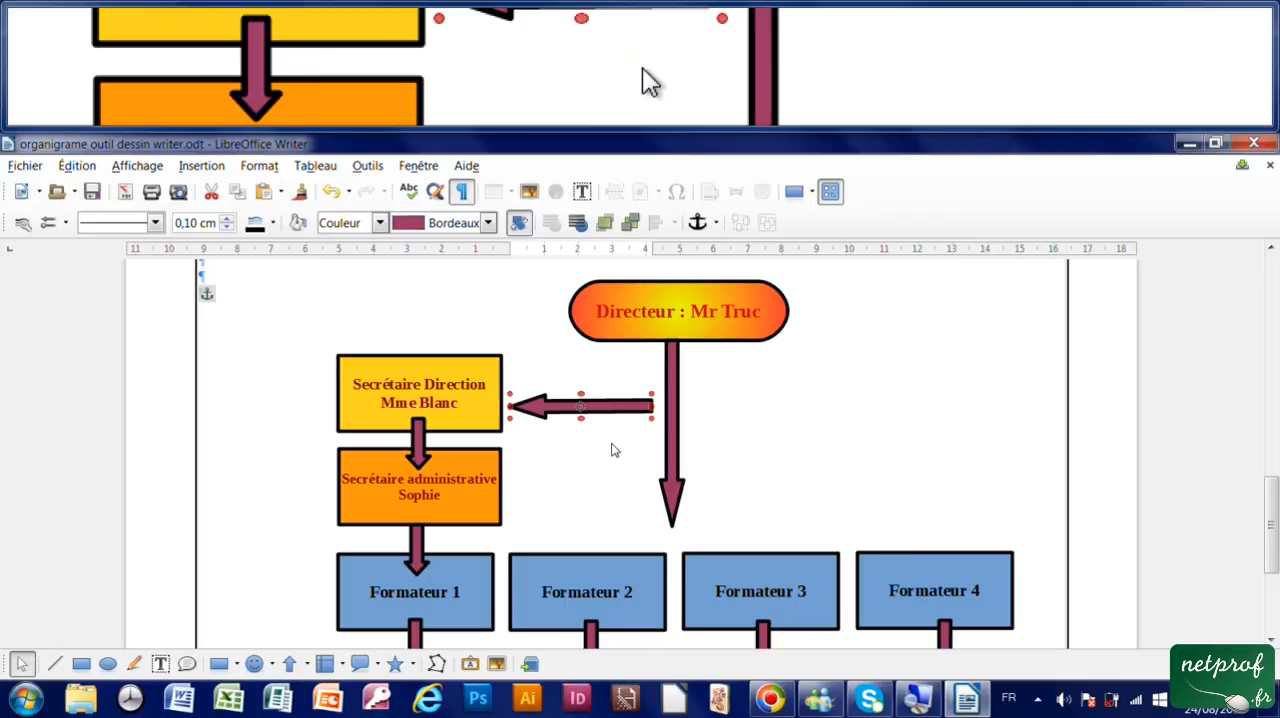 organigrame outil dessin writer.odt - LibreOffice Writer
Fichier Édition Affichage Insertion Format Tableau Outils Fenêtre Aide
0,10 cm Couleur Bordeaux
11 10 9 8 7 6 5 4 3 2 1 1 2 3 4 5 6 7 8 9 10 11 12 13 14 15 16 17 18
Directeur : Mr Truc
Secrétaire Direction
Mme Blanc
Secrétaire administrative
Sophie
Formateur 1 Formateur 2 Formateur 3 Formateur 4
netprof
.fr
Ps Ai Id FR